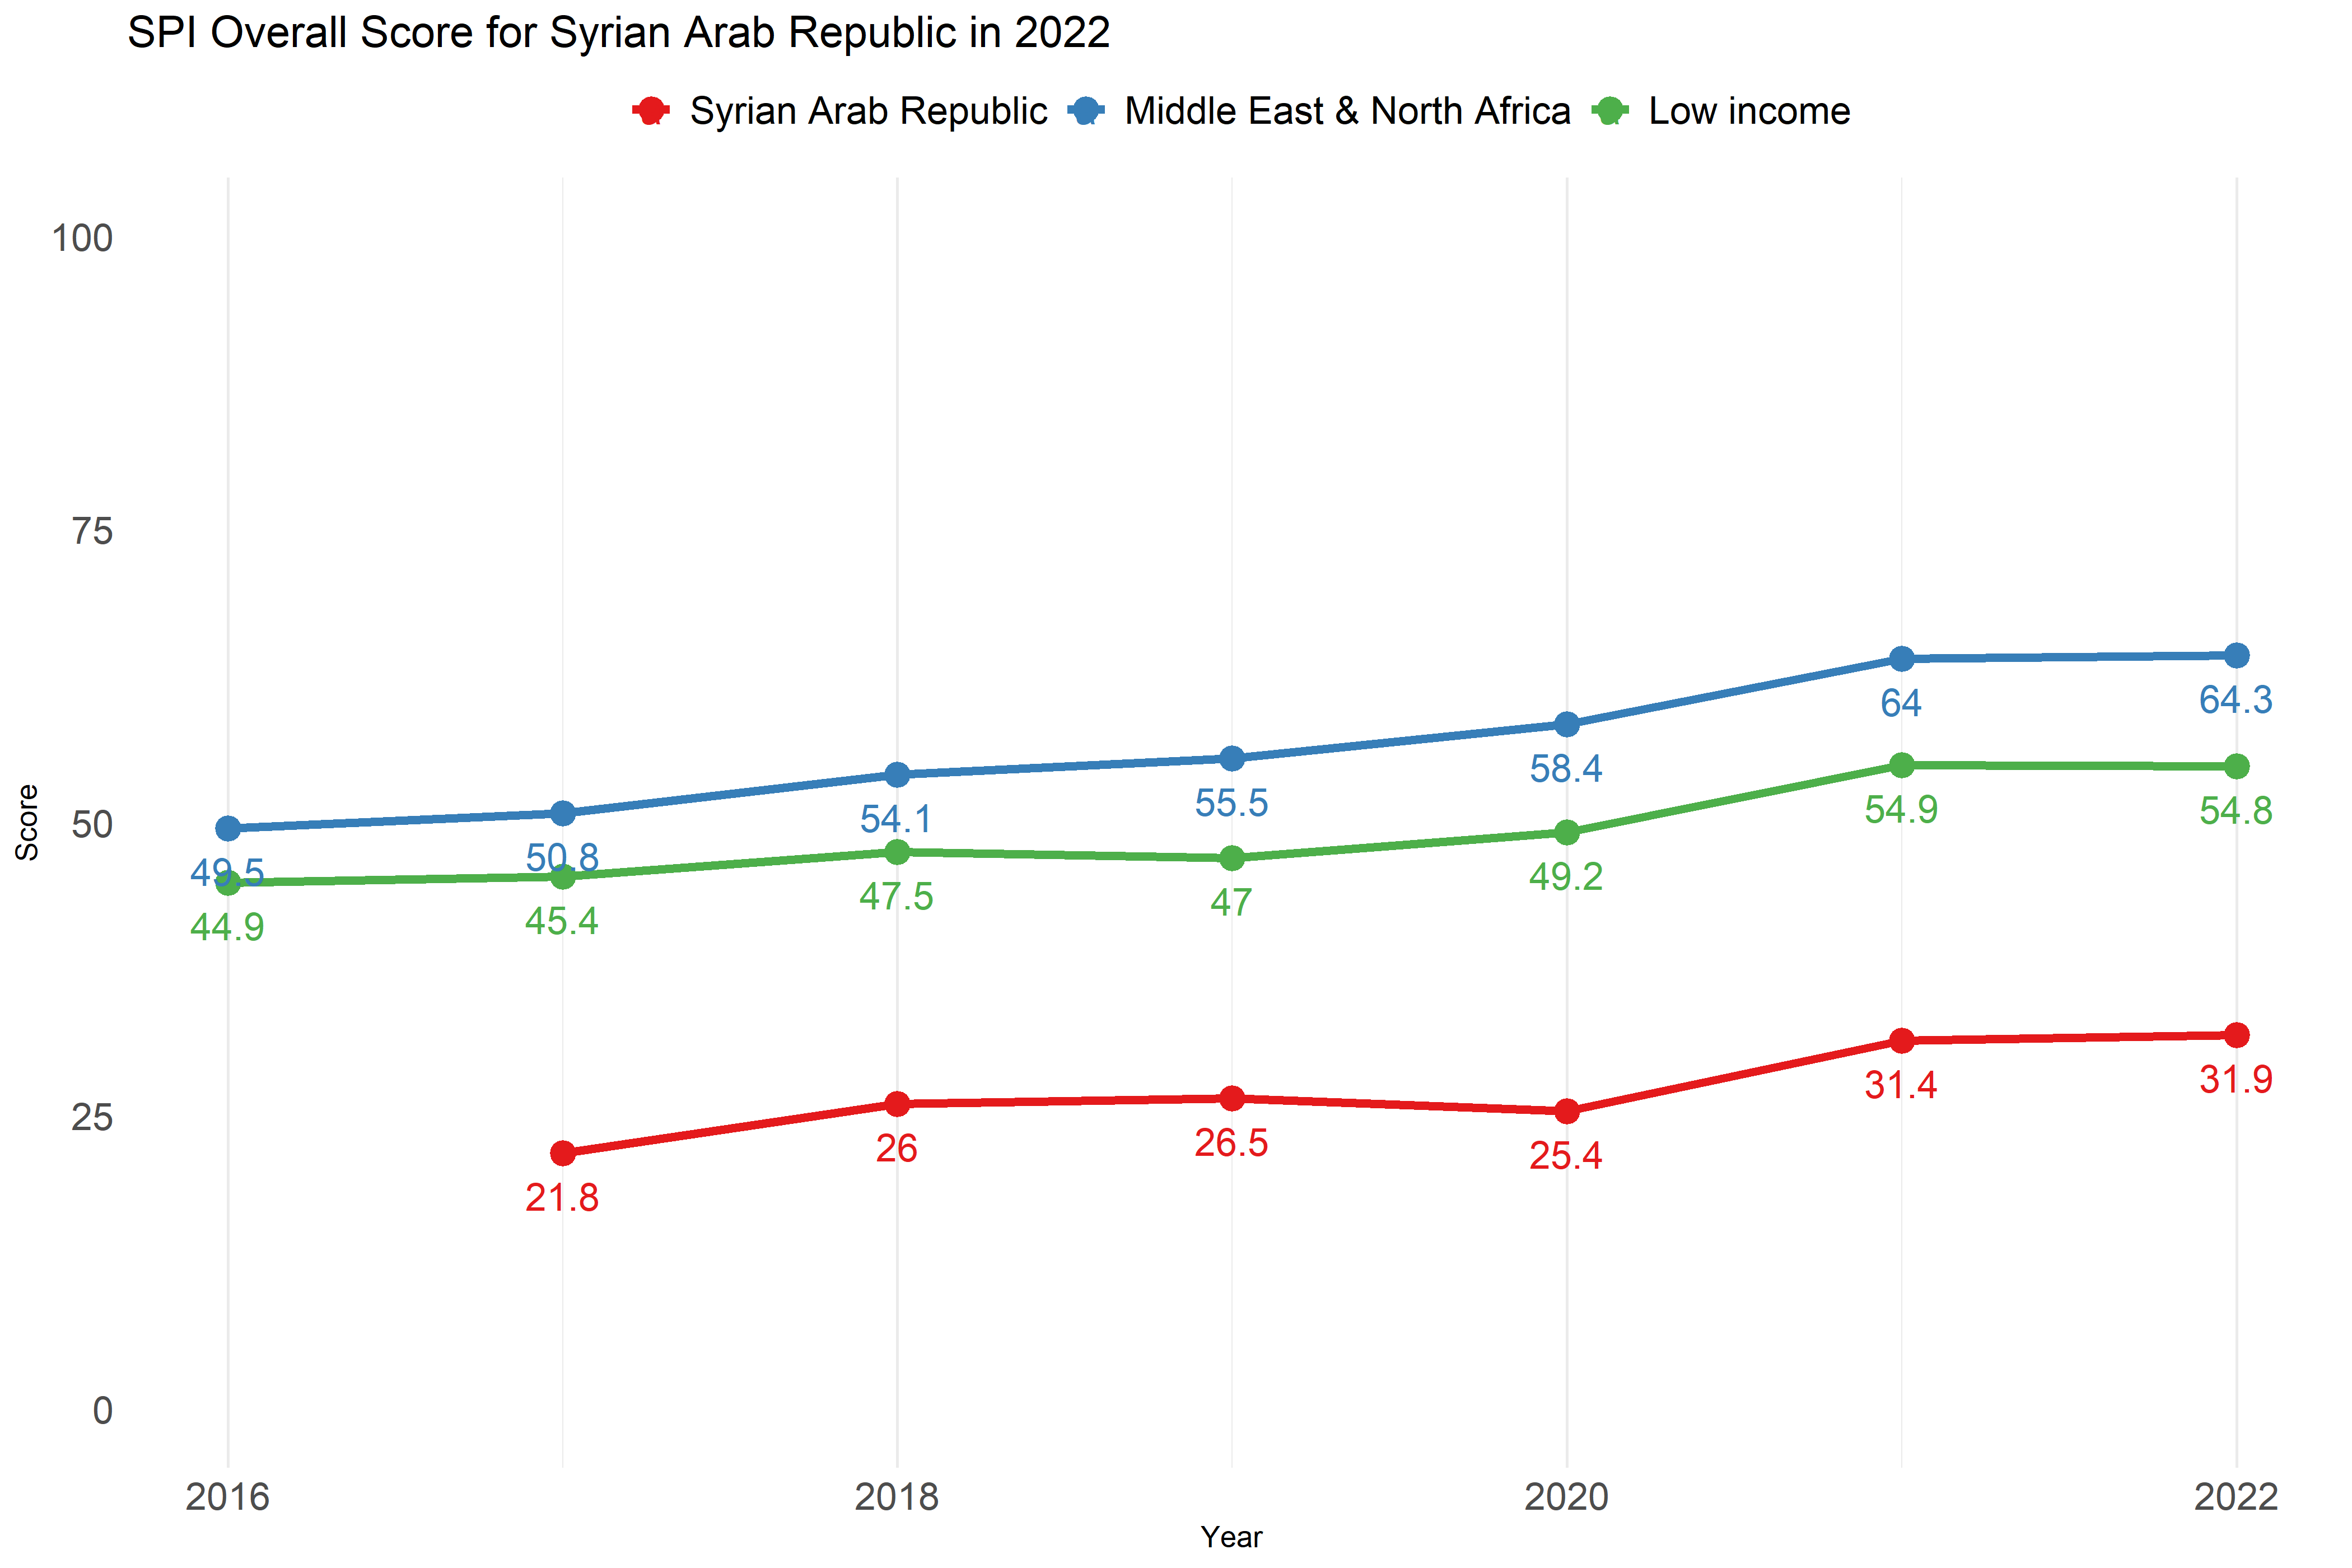 SPI Overall Score for Syrian Arab Republic in 2022
Syrian Arab Republic Middle East & North Africa Low income
100
75
50
25
0
Score
49.5 50.8 54.1 55.5 58.4 64 64.3
44.9 45.4 47.5 47 49.2 54.9 54.8
21.8 26 26.5 25.4 31.4 31.9
2016 2018 2020 2022
Year